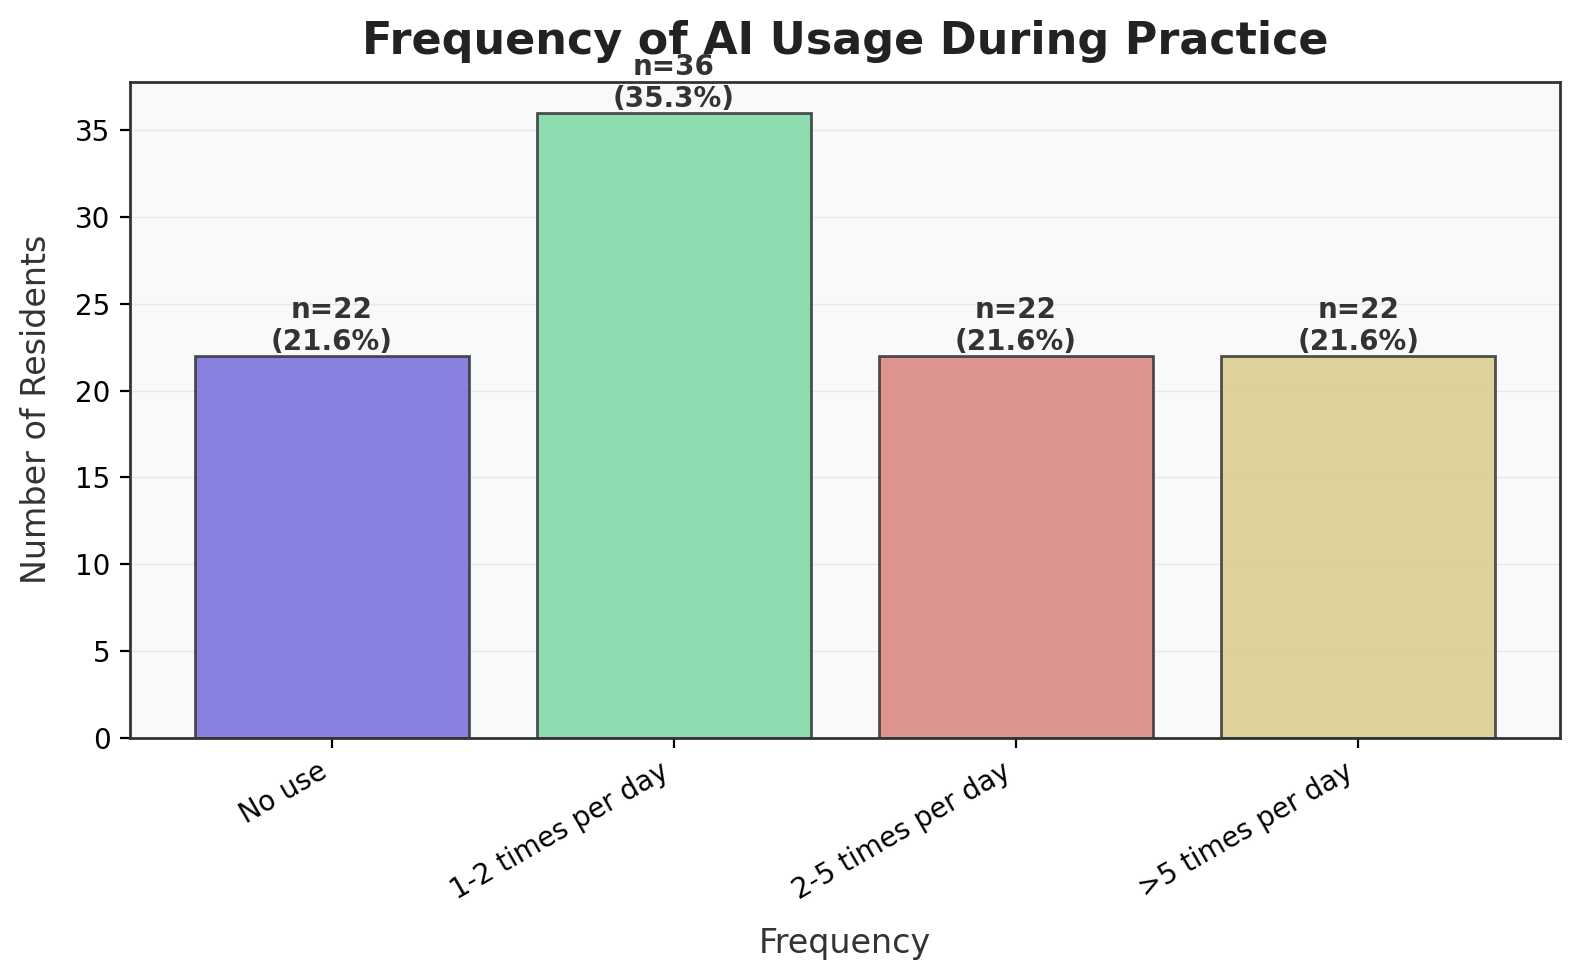 Frequency of AI Usage During Practice
n=36
(35.3%)
n=22
(21.6%)
n=22
(21.6%)
n=22
(21.6%)
Number of Residents
35
30
25
20
15
10
5
0
No use
1-2 times per day
2-5 times per day
>5 times per day
Frequency